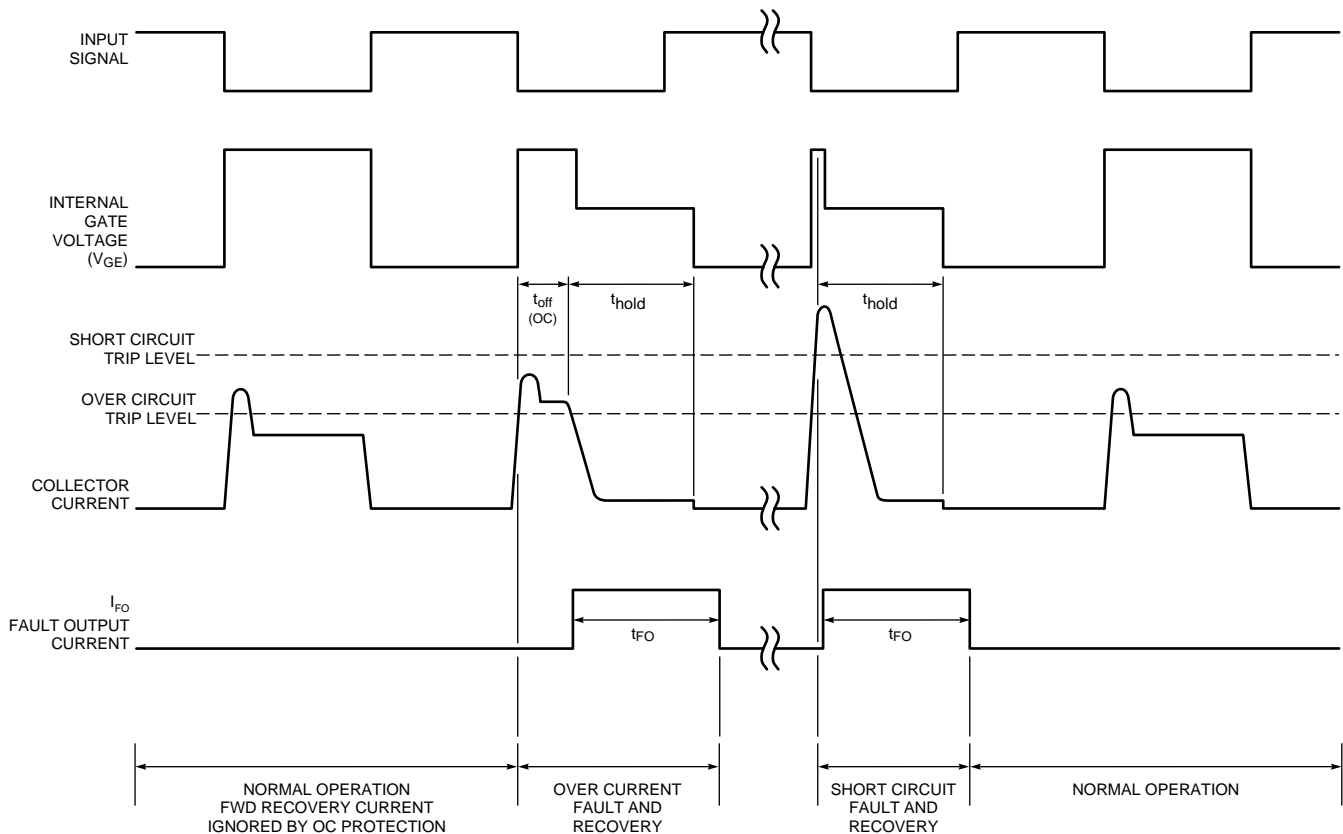 INPUT
SIGNAL
INTERNAL
GATE
VOLTAGE
(VGE)
toff
(OC)
thold
thold
SHORT CIRCUIT
TRIP LEVEL
OVER CIRCUIT
TRIP LEVEL
COLLECTOR
CURRENT
IFO
FAULT OUTPUT
CURRENT
tFO
tFO
NORMAL OPERATION
FWD RECOVERY CURRENT
IGNORED BY OC PROTECTION
OVER CURRENT
FAULT AND
RECOVERY
SHORT CIRCUIT
FAULT AND
RECOVERY
NORMAL OPERATION